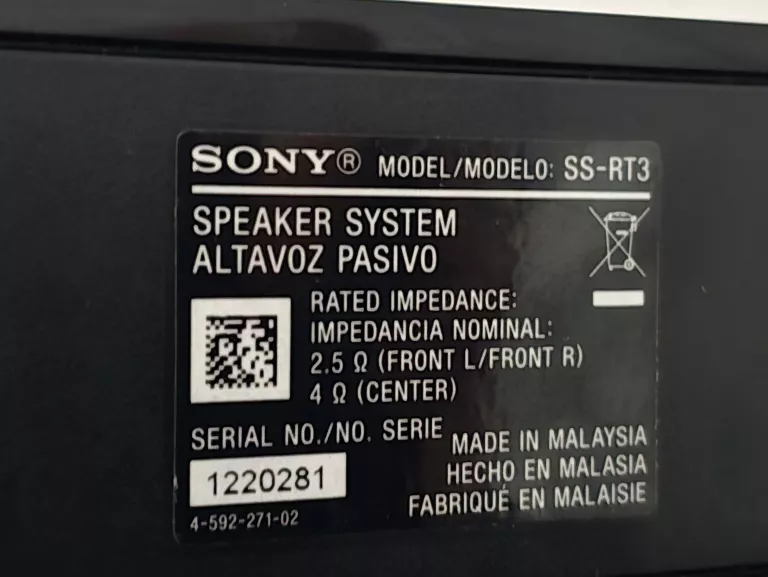 SONY® MODEL/MODELO: SS-RT3
SPEAKER SYSTEM
ALTAVOZ PASIVO
RATED IMPEDANCE:
IMPEDANCIA NOMINAL:
2.5 Ω (FRONT L/FRONT R)
4 Ω (CENTER)
SERIAL NO./NO. SERIE
1220281
4-592-271-02
MADE IN MALAYSIA
HECHO EN MALASIA
FABRIQUÉ EN MALAISIE